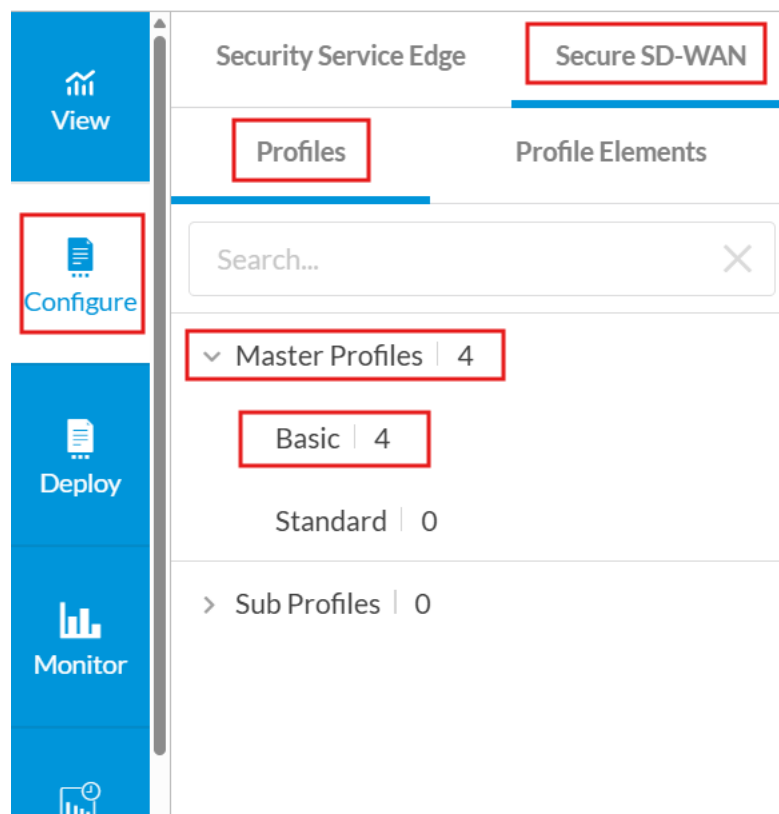 View
Configure
Deploy
Monitor
Security Service Edge
Secure SD-WAN
Profiles
Profile Elements
Search...
Master Profiles 4
Basic 4
Standard 0
Sub Profiles 0